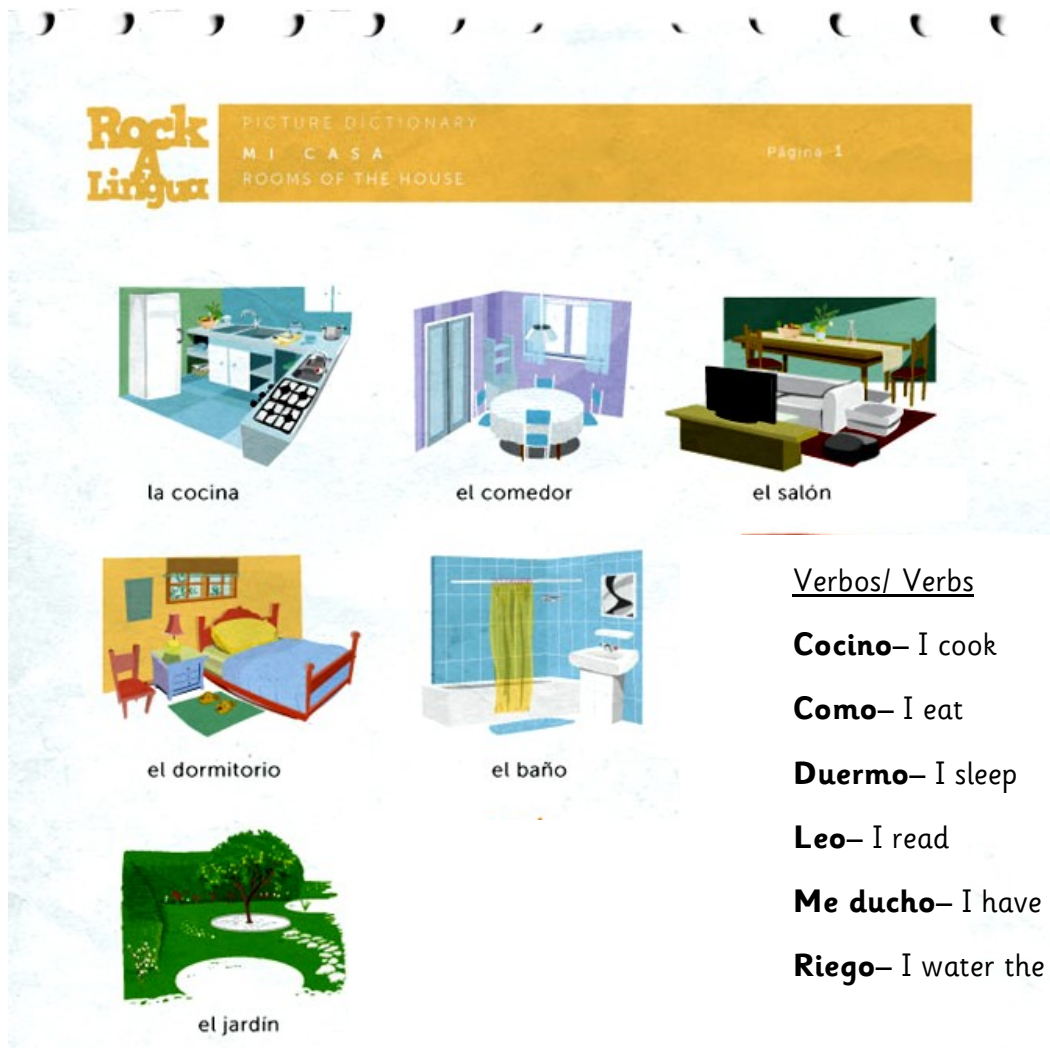 Rock
A
Lingua
PICTURE DICTIONARY
MI CASA
ROOMS OF THE HOUSE
Página 1
la cocina
el comedor
el salón
el dormitorio
el baño
el jardín
Verbos/ Verbs
Cocino– I cook
Como– I eat
Duermo– I sleep
Leo– I read
Me ducho– I have
Riego– I water the